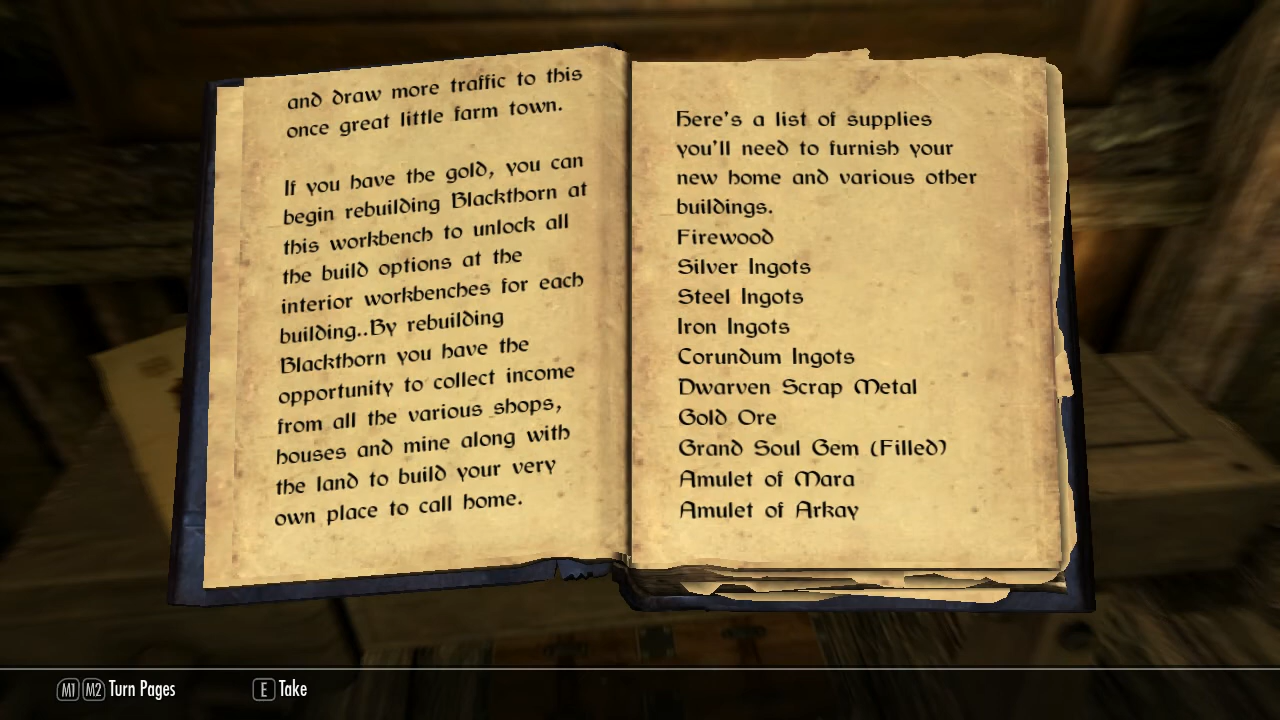 and draw more traffic to this
once great little farm town.
If you have the gold, you can
begin rebuilding Blackthorn at
this workbench to unlock all
the build options at the
interior workbenches for each
building..By rebuilding
Blackthorn you have the
opportunity to collect income
from all the various shops,
houses and mine along with
the land to build your very
own place to call home.
Here's a list of supplies
you'll need to furnish your
new home and various other
buildings.
Firewood
Silver Ingots
Steel Ingots
Iron Ingots
Corundum Ingots
Dwarven Scrap Metal
Gold Ore
Grand Soul Gem (Filled)
Amulet of Mara
Amulet of Arkay
M1 M2 Turn Pages
E Take